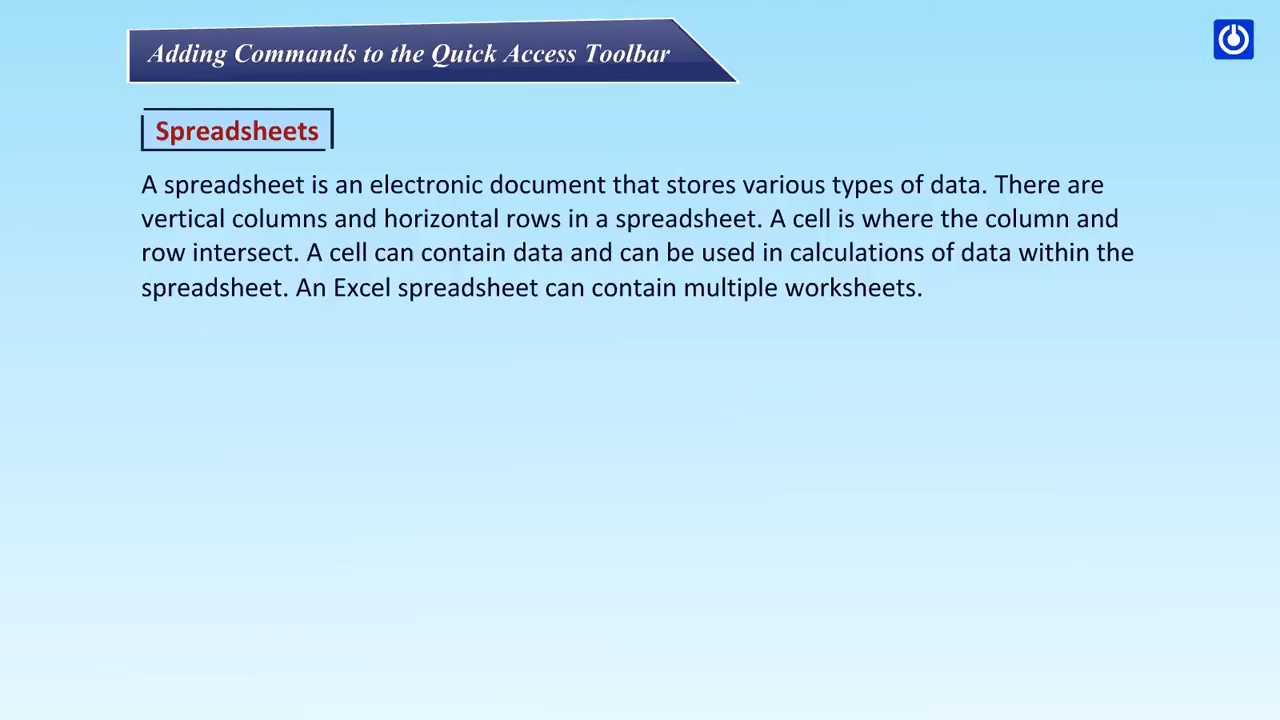 Adding Commands to the Quick Access Toolbar
Spreadsheets
A spreadsheet is an electronic document that stores various types of data. There are
vertical columns and horizontal rows in a spreadsheet. A cell is where the column and
row intersect. A cell can contain data and can be used in calculations of data within the
spreadsheet. An Excel spreadsheet can contain multiple worksheets.